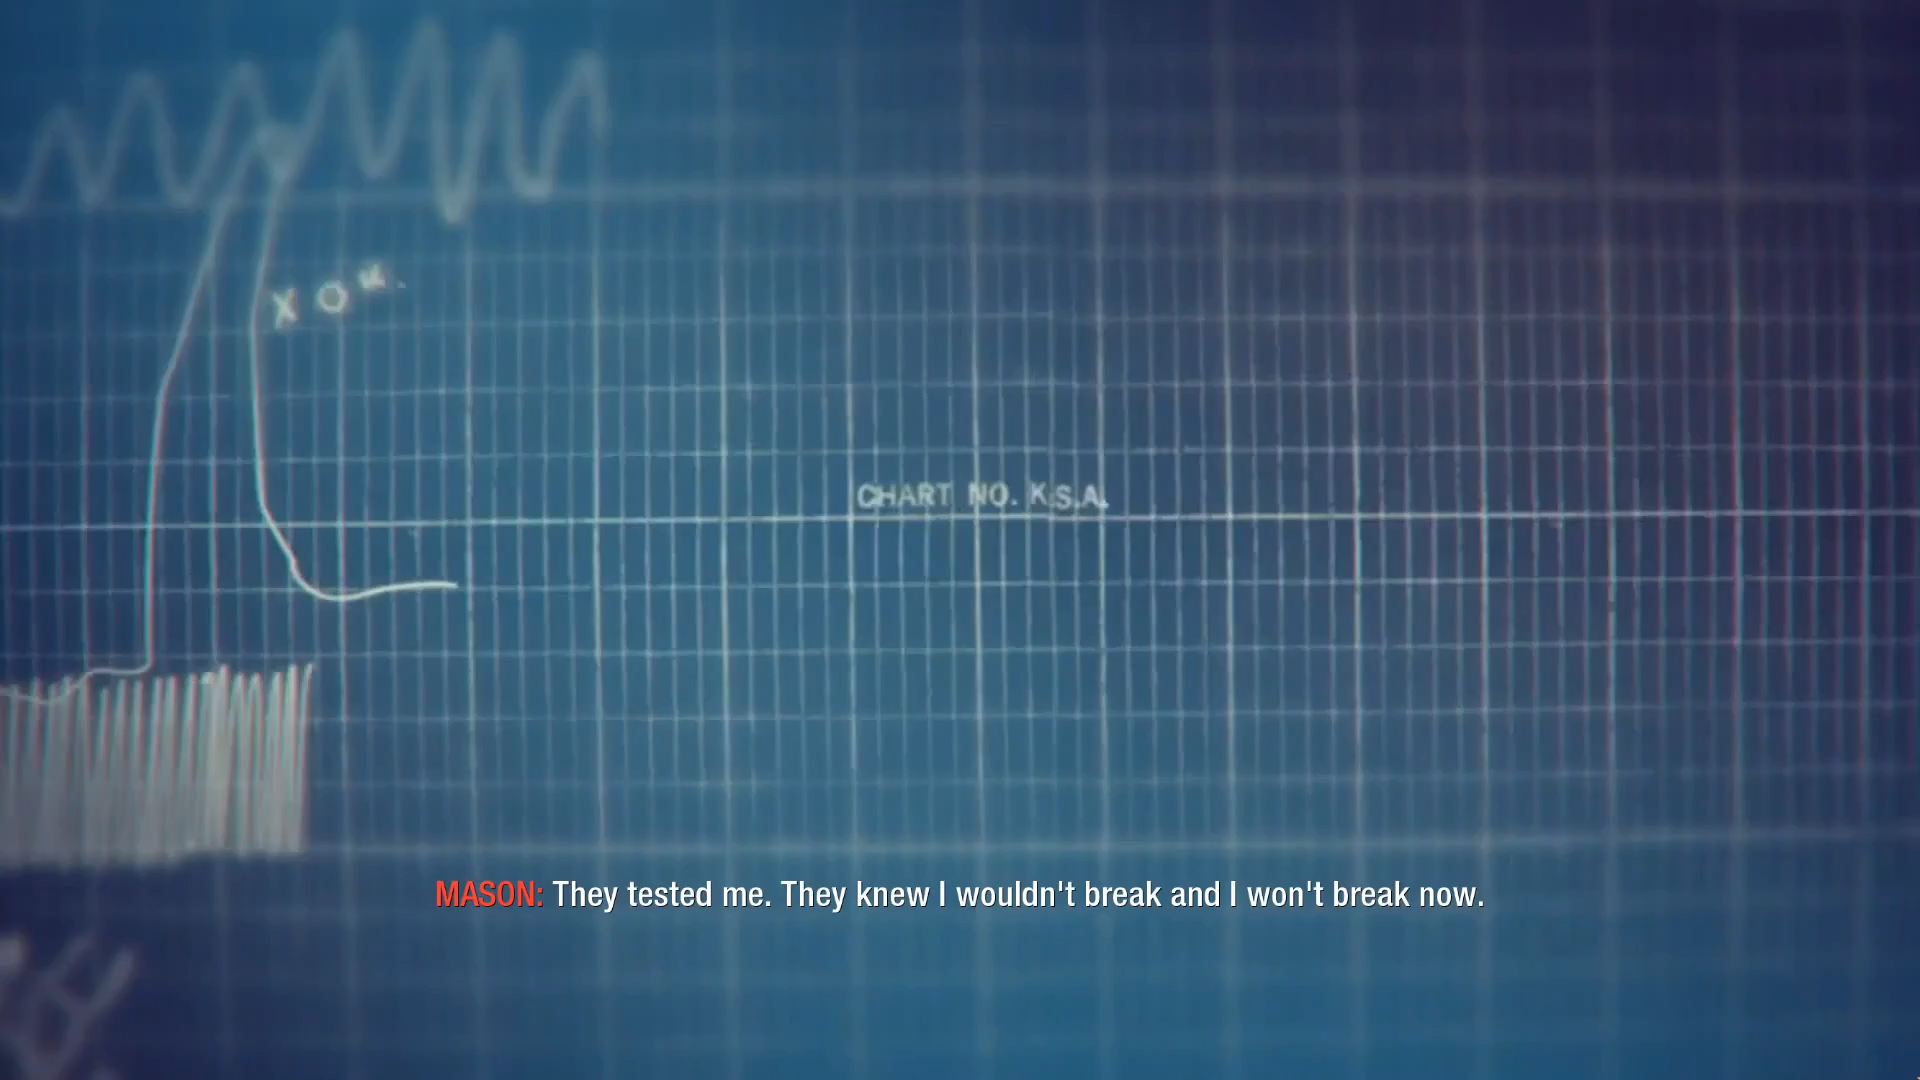 CHART NO. K.S.A.
MASON: They tested me. They knew I wouldn't break and I won't break now.